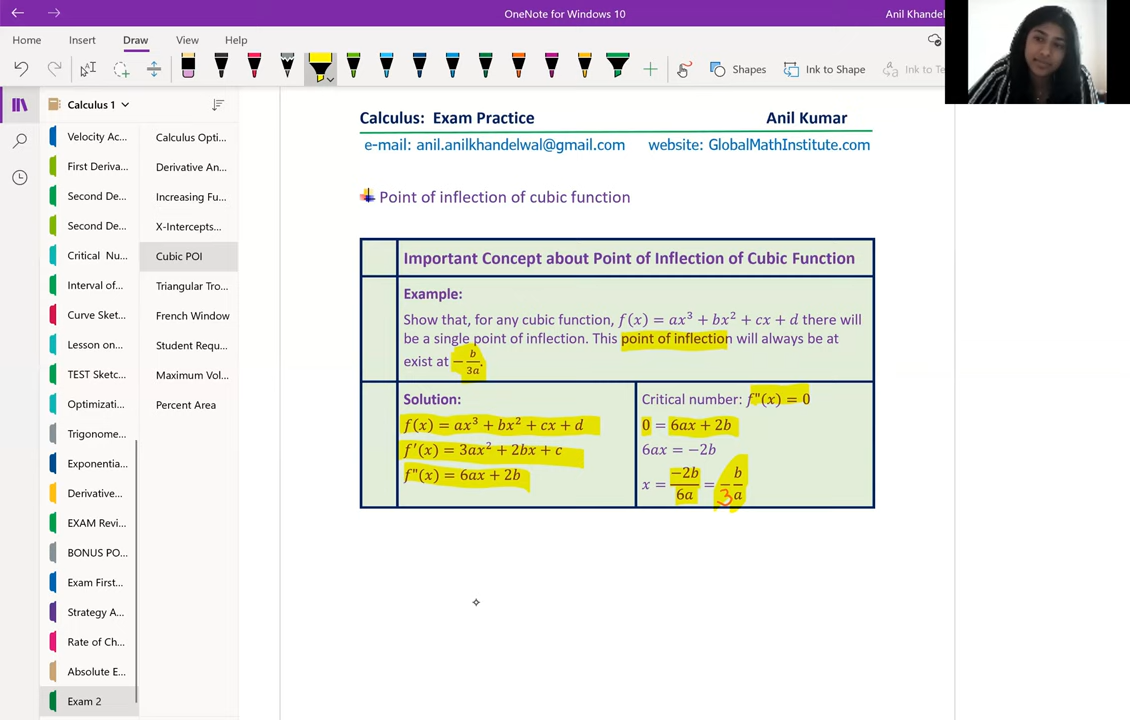 OneNote for Windows 10
Anil Khandel
Home Insert Draw View Help
Shapes Ink to Shape Ink to Te
Calculus 1
Velocity Ac...
First Deriva...
Second De...
Second De...
Critical Nu...
Interval of...
Curve Sket...
Lesson on...
TEST Sketc...
Optimizati...
Trigonome...
Exponentia...
Derivative...
EXAM Revi...
BONUS PO...
Exam First...
Strategy A...
Rate of Ch...
Absolute E...
Exam 2
Calculus Opti...
Derivative An...
Increasing Fu...
X-Intercepts...
Cubic POI
Triangular Tro...
French Window
Student Requ...
Maximum Vol...
Percent Area
Calculus: Exam Practice Anil Kumar
e-mail: anil.anilkhandelwal@gmail.com website: GlobalMathInstitute.com
Point of inflection of cubic function
Important Concept about Point of Inflection of Cubic Function
Example:
Show that, for any cubic function, f(x) = ax³ + bx² + cx + d there will
be a single point of inflection. This point of inflection will always be at
exist at −b/3a.
Solution:
f(x) = ax³ + bx² + cx + d
f'(x) = 3ax² + 2bx + c
f"(x) = 6ax + 2b
Critical number: f"(x) = 0
0 = 6ax + 2b
6ax = −2b
x = −2b/6a = −b/3a